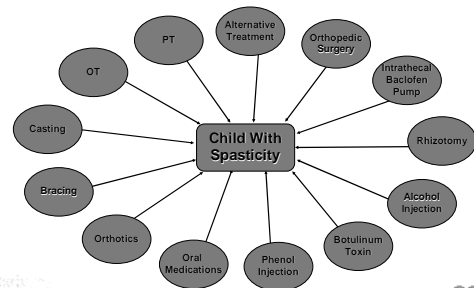 Alternative
Treatment
PT
Orthopedic
Surgery
OT
Intrathecal
Baclofen
Pump
Casting
Child With
Spasticity
Rhizotomy
Bracing
Alcohol
Injection
Orthotics
Botulinum
Toxin
Oral
Medications
Phenol
Injection